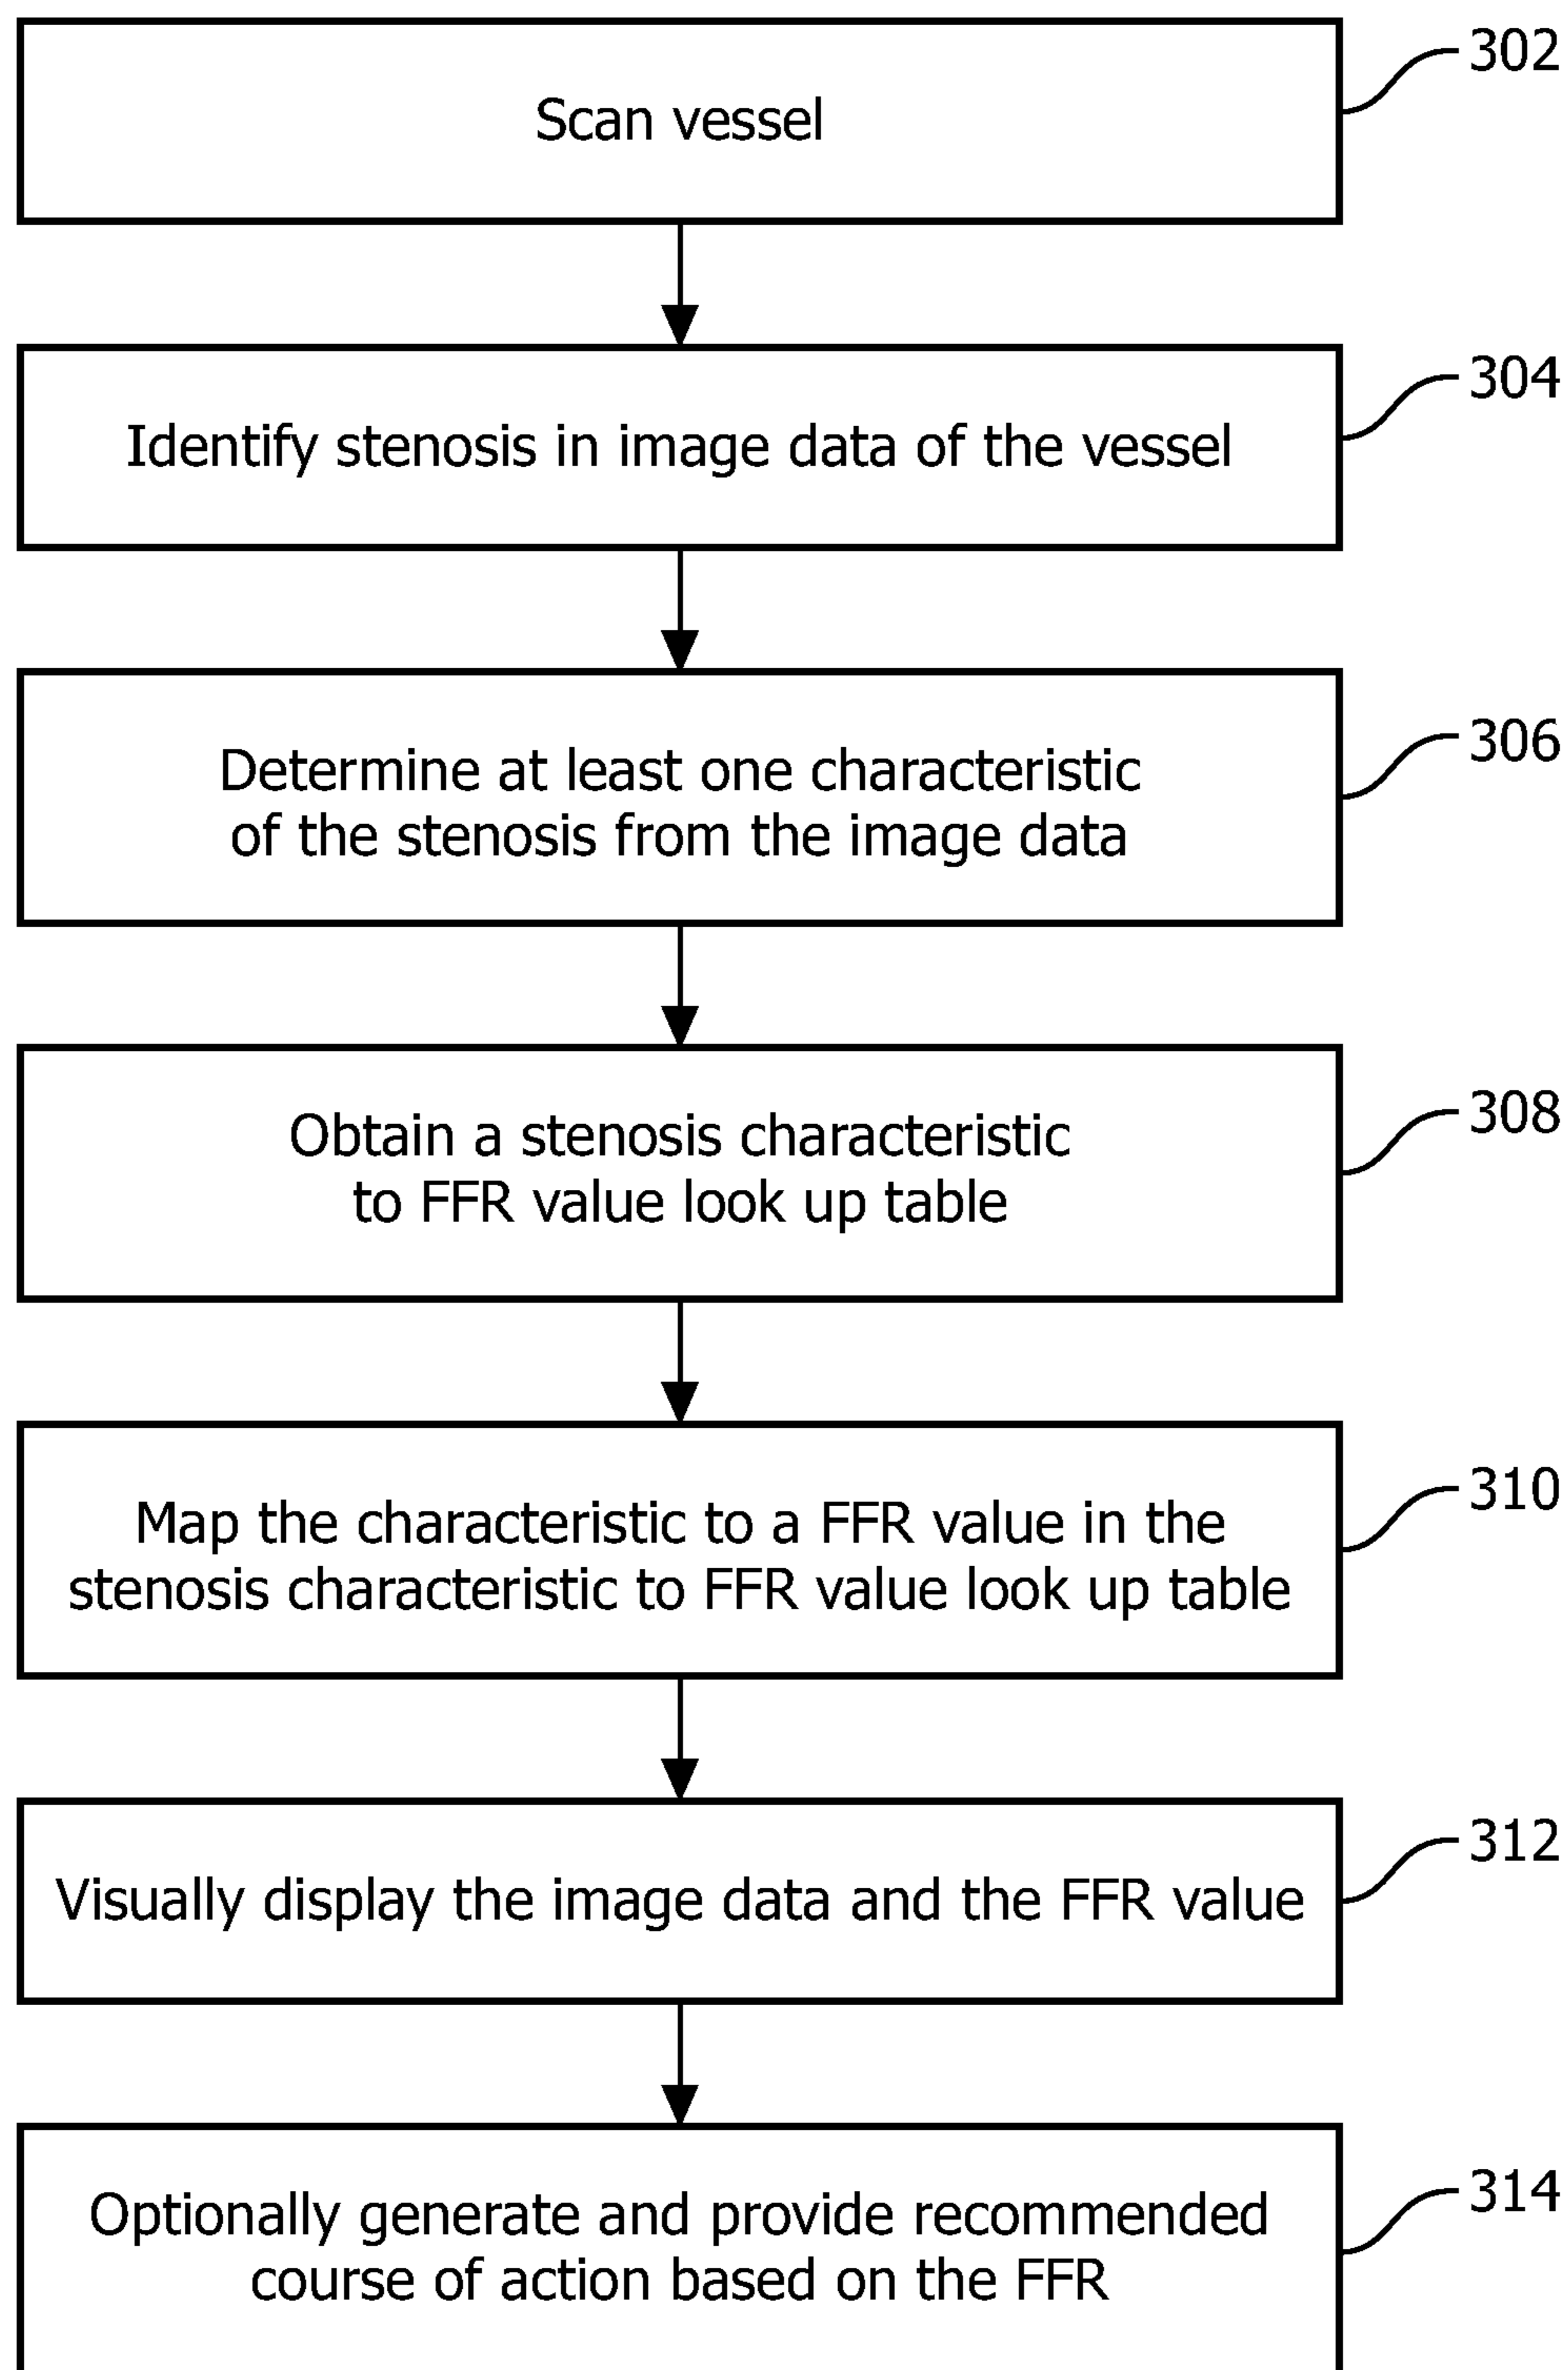 302
Scan vessel
304
Identify stenosis in image data of the vessel
306
Determine at least one characteristic
of the stenosis from the image data
308
Obtain a stenosis characteristic
to FFR value look up table
310
Map the characteristic to a FFR value in the
stenosis characteristic to FFR value look up table
312
Visually display the image data and the FFR value
314
Optionally generate and provide recommended
course of action based on the FFR